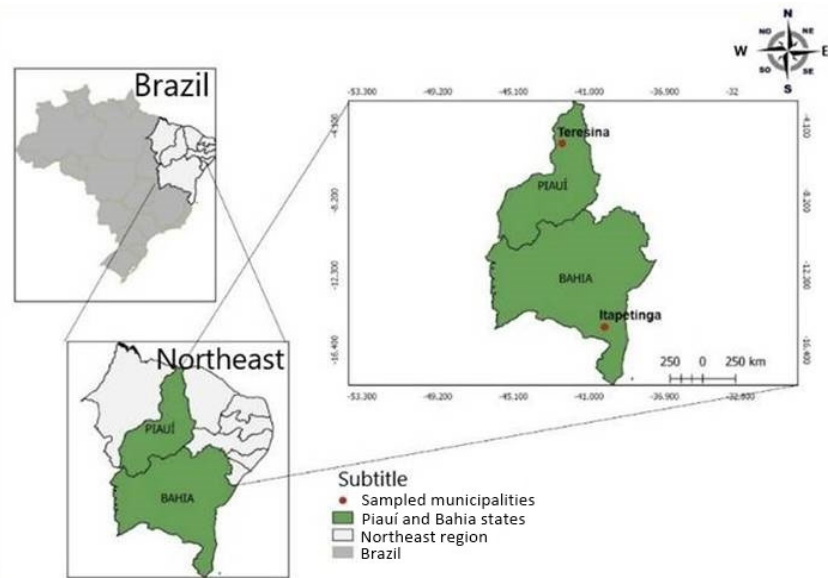 Brazil
N
NO NE
W E
SO SE
S
-53.300 -49.200 -45.100 -41.000 -36.900 -32
-4.100 -4.100
Teresina
PIAUÍ
-8.200 -8.200
BAHIA
-12.300 -12.300
Itapetinga
-16.400 -16.400
250 0 250 km
-53.300 -49.200 -45.100 -41.000 -36.900 -32.800
Northeast
PIAUÍ
BAHIA
Subtitle
Sampled municipalities
Piauí and Bahia states
Northeast region
Brazil